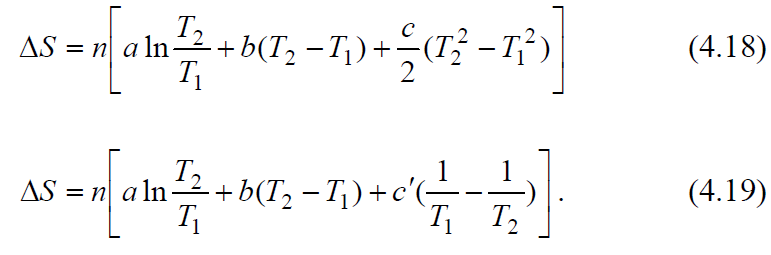 ΔS = n[a ln T₂/T₁ + b(T₂ − T₁) + c/2 (T₂² − T₁²)] (4.18)
ΔS = n[a ln T₂/T₁ + b(T₂ − T₁) + c′(1/T₁ − 1/T₂)]. (4.19)